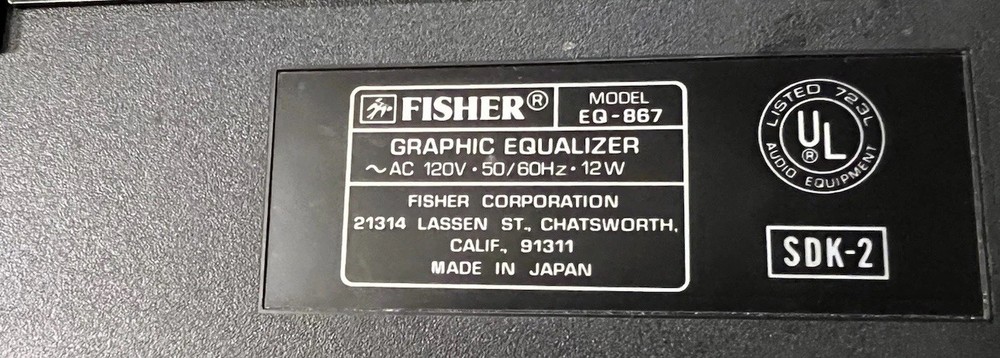 FISHER®
MODEL
EQ-867
GRAPHIC EQUALIZER
~AC 120V · 50/60Hz · 12W
FISHER CORPORATION
21314 LASSEN ST., CHATSWORTH,
CALIF., 91311
MADE IN JAPAN
LISTED 723L
UL®
AUDIO EQUIPMENT
SDK-2